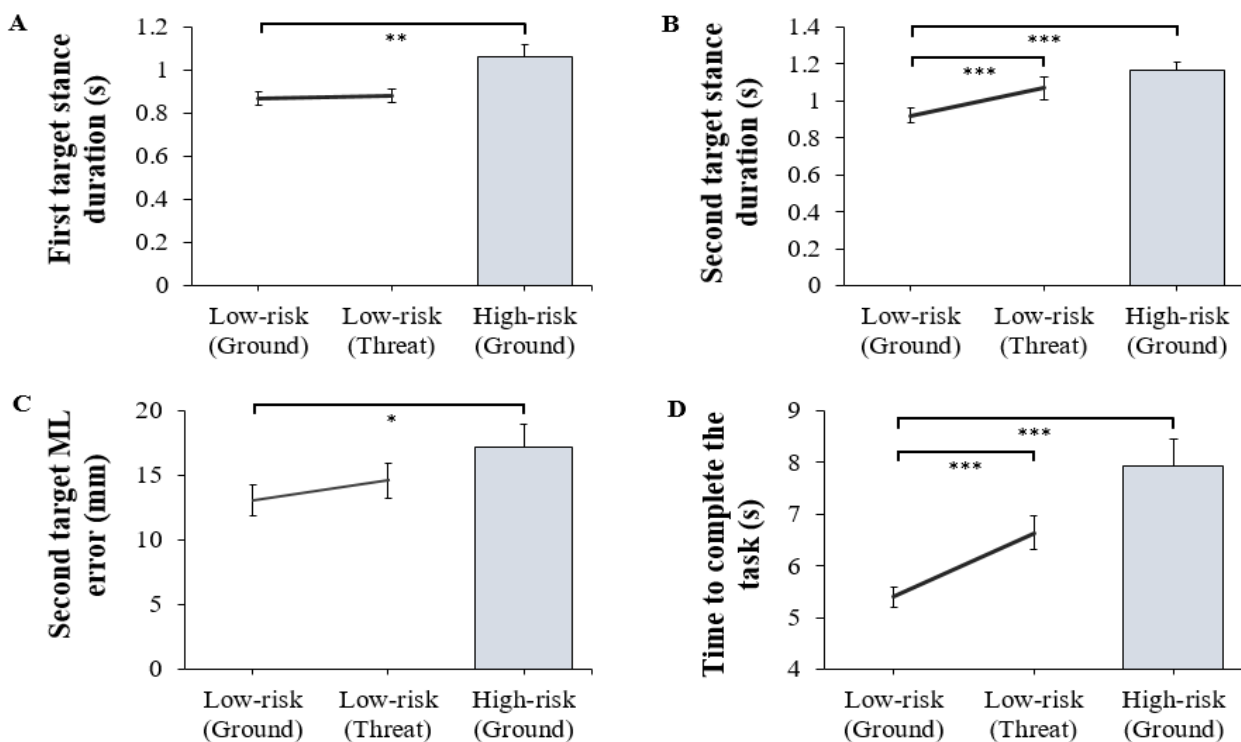 A
First target stance
duration (s)
1.2
1
0.8
0.6
0.4
0.2
0
**
Low-risk
(Ground)
Low-risk
(Threat)
High-risk
(Ground)
B
Second target stance
duration (s)
1.4
1.2
1
0.8
0.6
0.4
0.2
0
***
***
Low-risk
(Ground)
Low-risk
(Threat)
High-risk
(Ground)
C
Second target ML
error (mm)
20
15
10
5
0
*
Low-risk
(Ground)
Low-risk
(Threat)
High-risk
(Ground)
D
Time to complete the
task (s)
9
8
7
6
5
4
***
***
Low-risk
(Ground)
Low-risk
(Threat)
High-risk
(Ground)